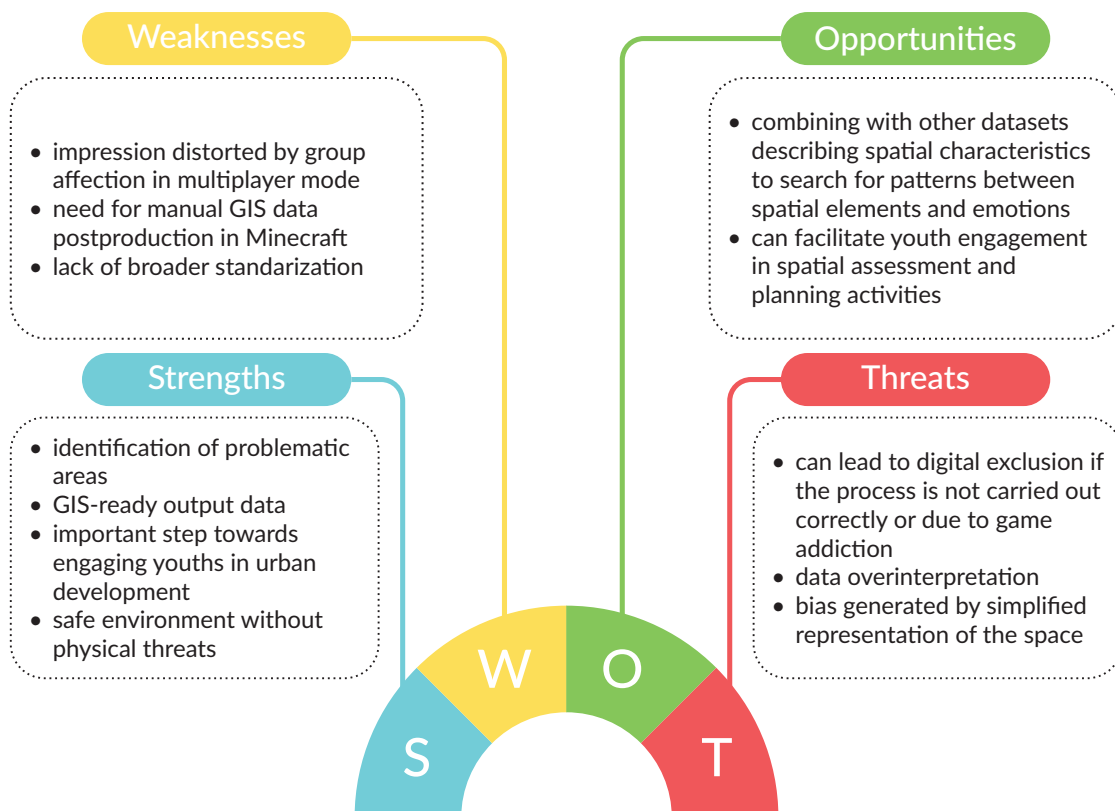 Weaknesses
• impression distorted by group
affection in multiplayer mode
• need for manual GIS data
postproduction in Minecraft
• lack of broader standarization
Opportunities
• combining with other datasets
describing spatial characteristics
to search for patterns between
spatial elements and emotions
• can facilitate youth engagement
in spatial assessment and
planning activities
Strengths
• identification of problematic
areas
• GIS-ready output data
• important step towards
engaging youths in urban
development
• safe environment without
physical threats
Threats
• can lead to digital exclusion if
the process is not carried out
correctly or due to game
addiction
• data overinterpretation
• bias generated by simplified
representation of the space
S
W
O
T